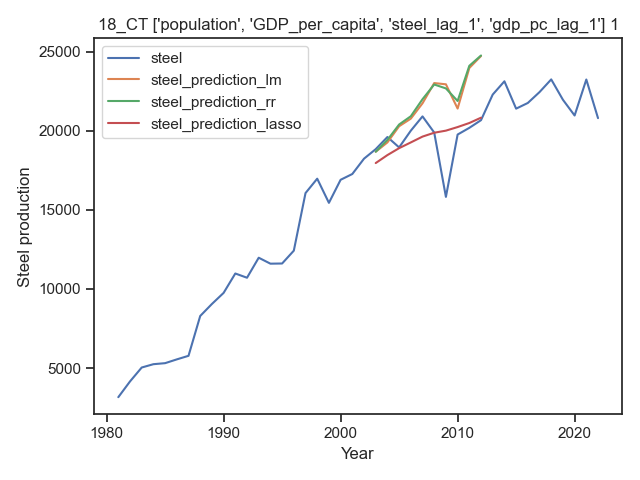 18_CT ['population', 'GDP_per_capita', 'steel_lag_1', 'gdp_pc_lag_1'] 1
steel
steel_prediction_lm
steel_prediction_rr
steel_prediction_lasso
25000
20000
15000
10000
5000
Steel production
1980
1990
2000
2010
2020
Year